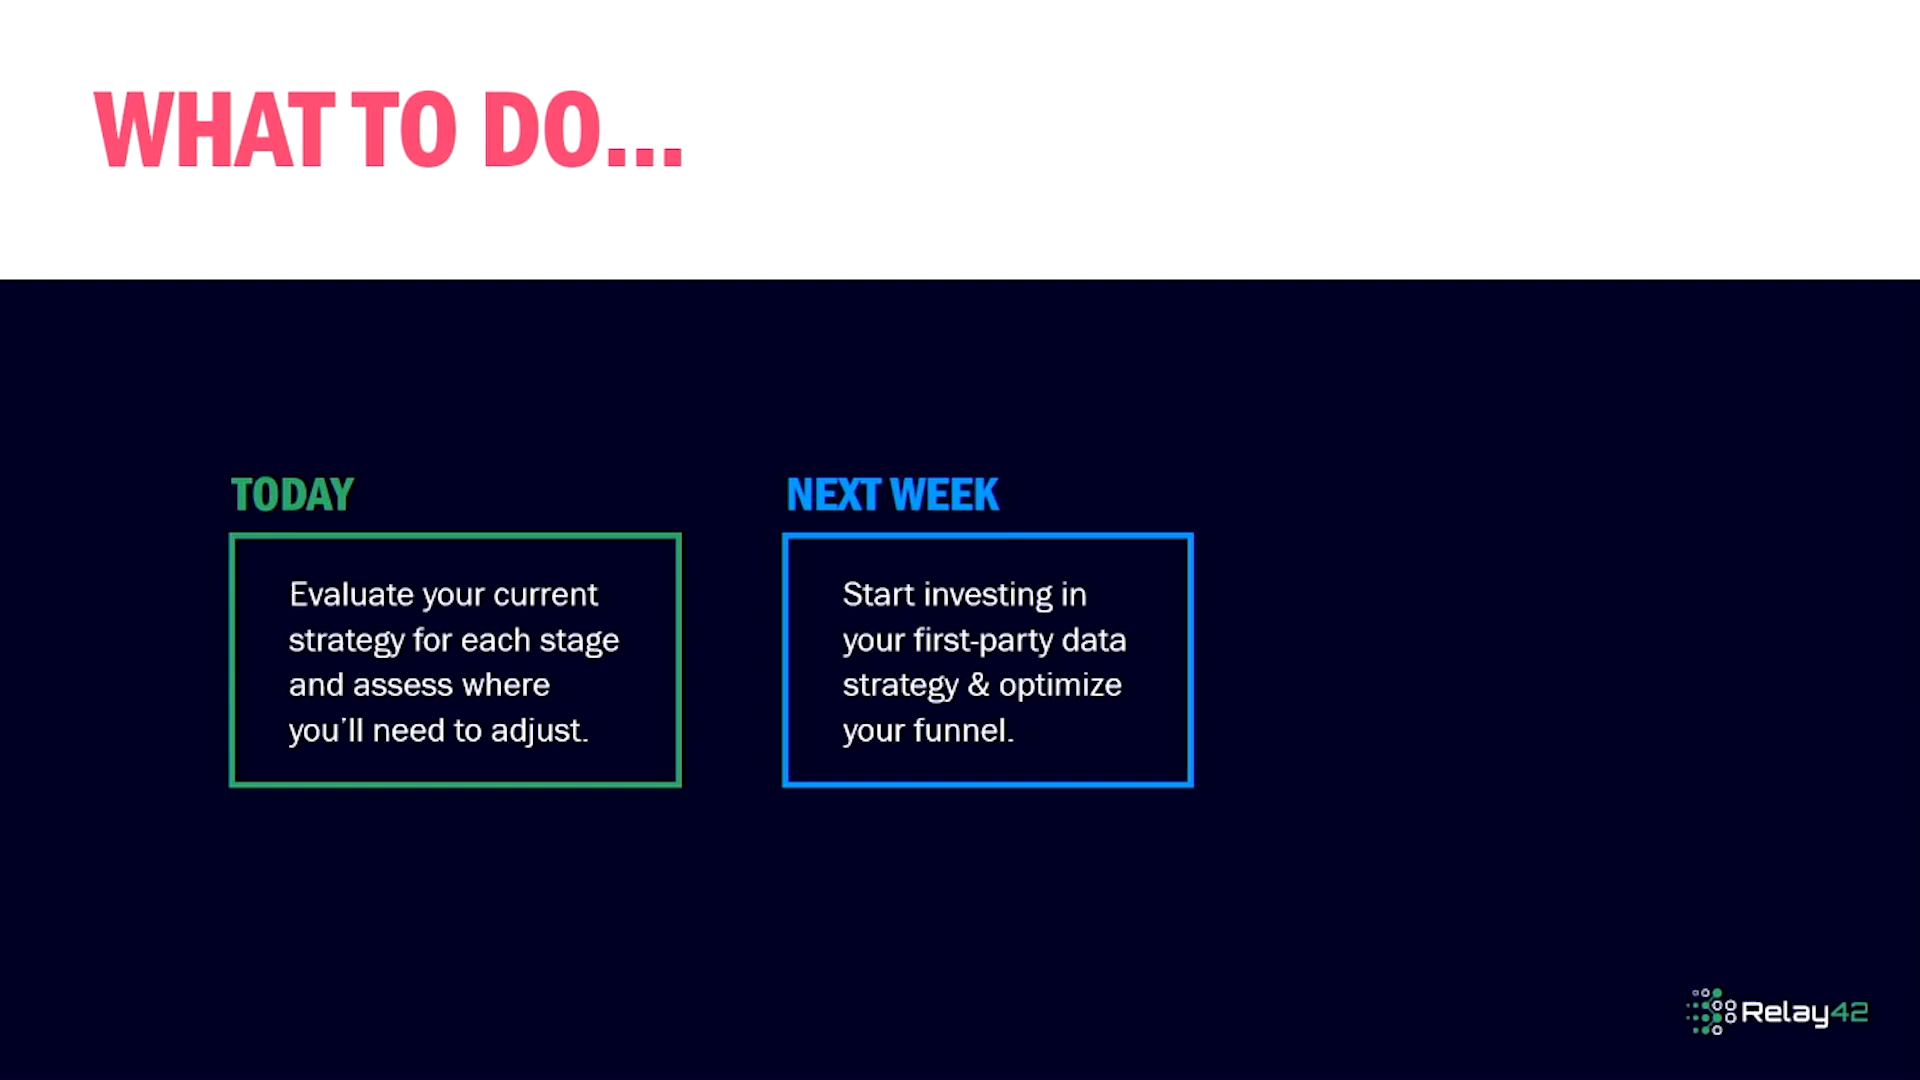 WHAT TO DO...
TODAY
Evaluate your current
strategy for each stage
and assess where
you'll need to adjust.
NEXT WEEK
Start investing in
your first-party data
strategy & optimize
your funnel.
Relay42